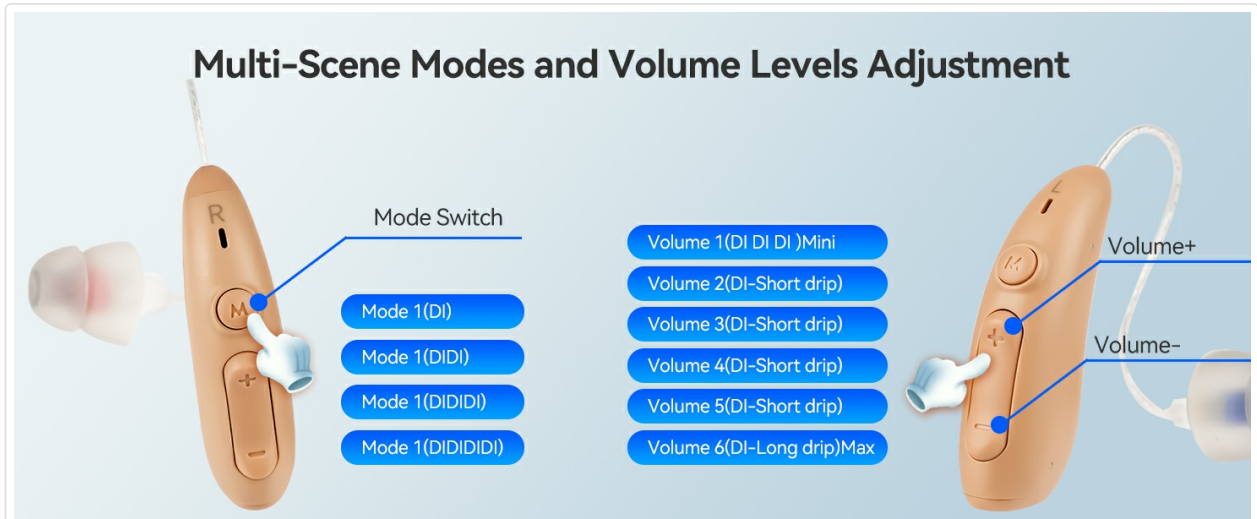 Multi-Scene Modes and Volume Levels Adjustment
R
Mode Switch
M
+
−
Mode 1(DI)
Mode 1(DIDI)
Mode 1(DIDIDI)
Mode 1(DIDIDIDI)
Volume 1(DI DI DI )Mini
Volume 2(DI-Short drip)
Volume 3(DI-Short drip)
Volume 4(DI-Short drip)
Volume 5(DI-Short drip)
Volume 6(DI-Long drip)Max
L
M
+
−
Volume+
Volume-